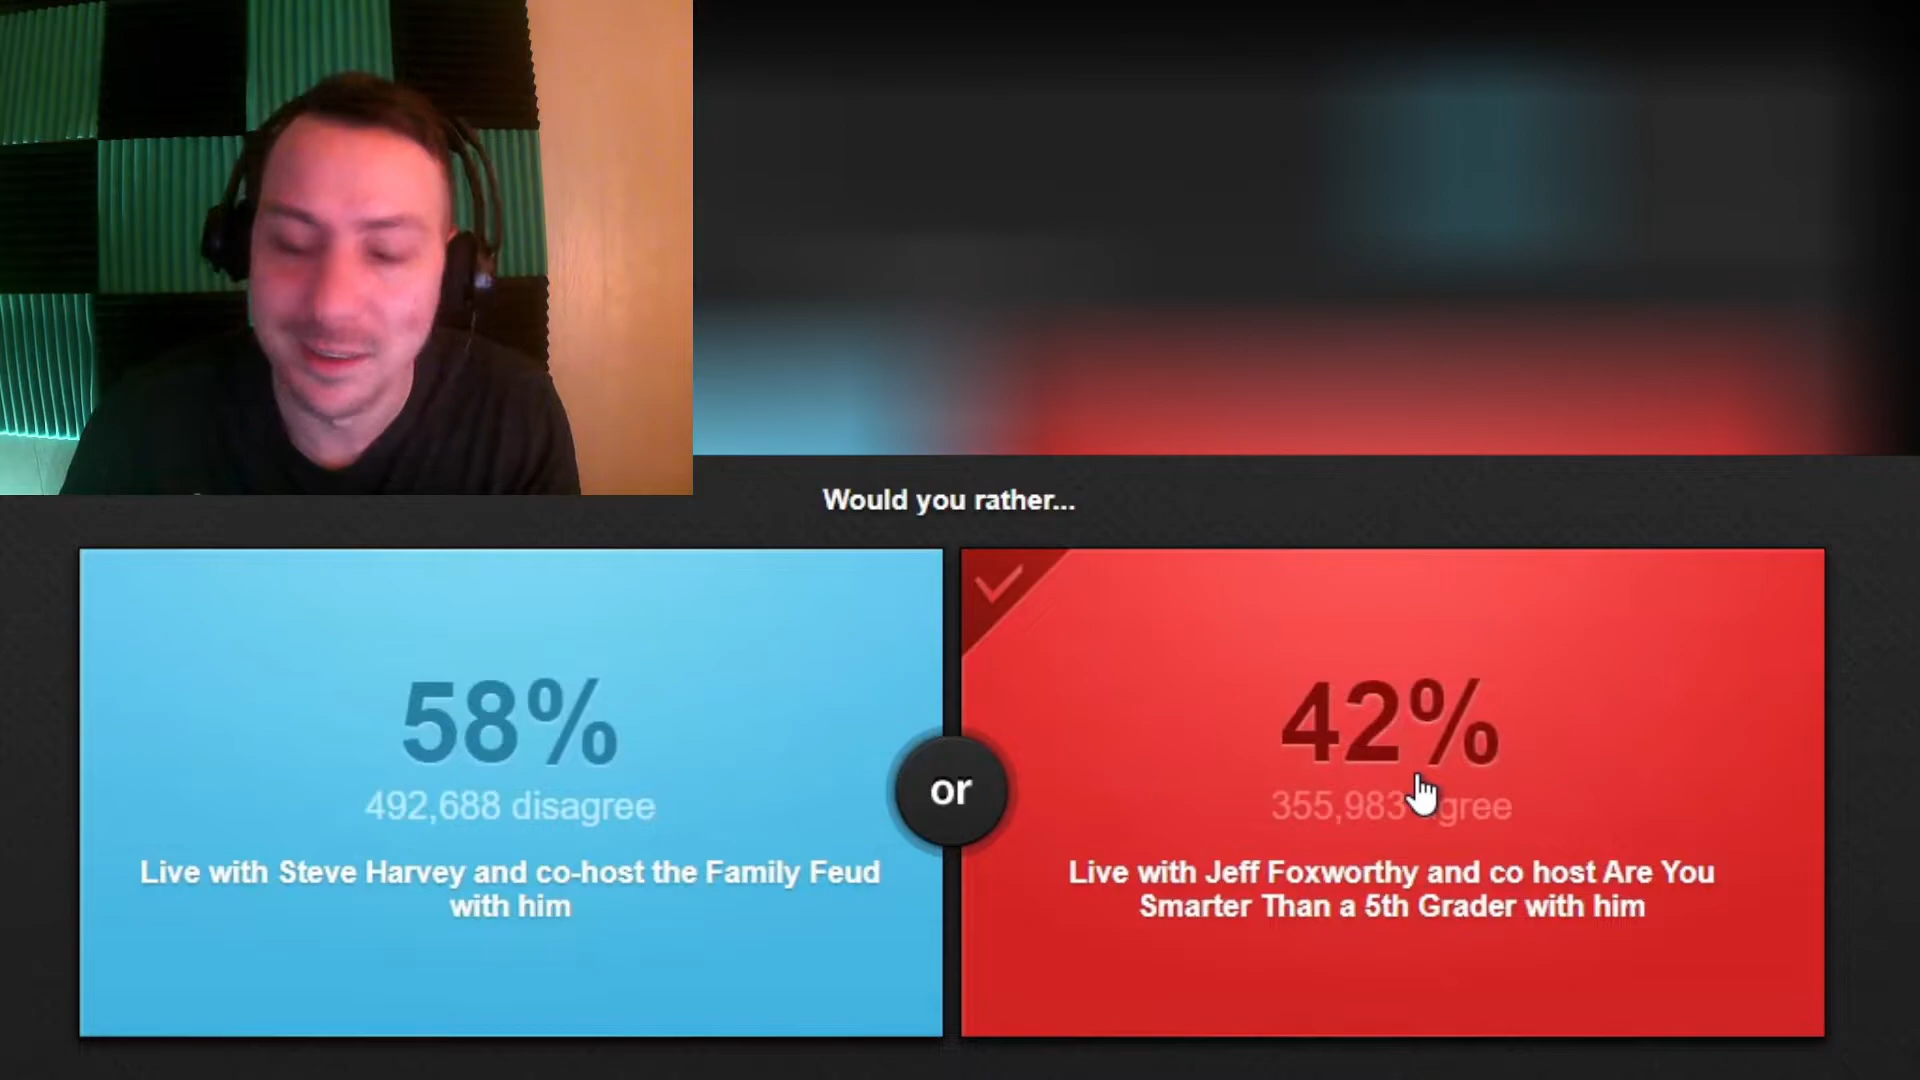 Would you rather...
58%
492,688 disagree
Live with Steve Harvey and co-host the Family Feud
with him
or
42%
355,983 gree
Live with Jeff Foxworthy and co host Are You
Smarter Than a 5th Grader with him